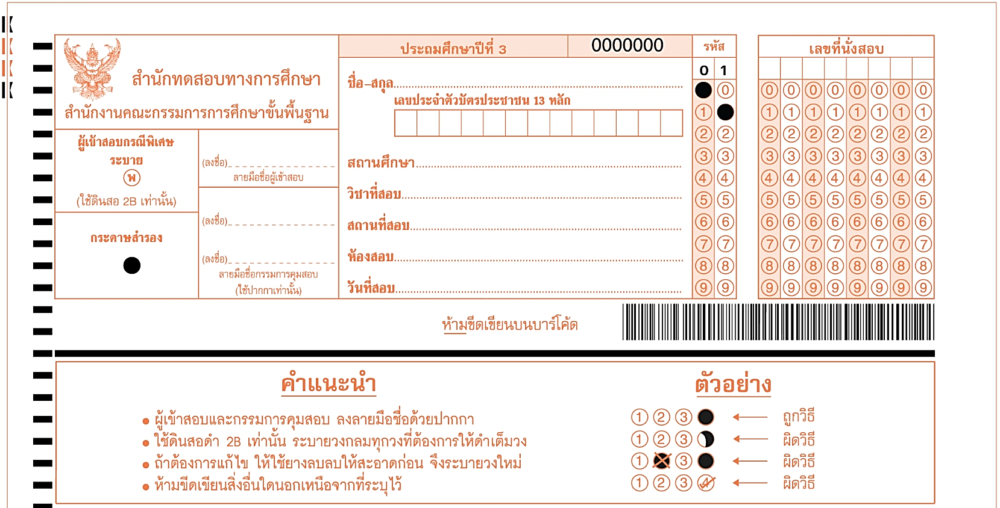 สำนักทดสอบทางการศึกษา
สำนักงานคณะกรรมการการศึกษาขั้นพื้นฐาน
ผู้เข้าสอบกรณีพิเศษ
ระบาย
พ
(ใช้ดินสอ 2B เท่านั้น)
กระดาษสำรอง
(ลงชื่อ)
ลายมือชื่อผู้เข้าสอบ
(ลงชื่อ)
(ลงชื่อ)
ลายมือชื่อกรรมการคุมสอบ
(ใช้ปากกาเท่านั้น)
ประถมศึกษาปีที่ 3
0000000
ชื่อ-สกุล
เลขประจำตัวบัตรประชาชน 13 หลัก
สถานศึกษา
วิชาที่สอบ
สถานที่สอบ
ห้องสอบ
วันที่สอบ
รหัส
0 1
0
1
2 2
3 3
4 4
5 5
6 6
7 7
8 8
9 9
เลขที่นั่งสอบ
0 0 0 0 0 0 0 0
1 1 1 1 1 1 1 1
2 2 2 2 2 2 2 2
3 3 3 3 3 3 3 3
4 4 4 4 4 4 4 4
5 5 5 5 5 5 5 5
6 6 6 6 6 6 6 6
7 7 7 7 7 7 7 7
8 8 8 8 8 8 8 8
9 9 9 9 9 9 9 9
ห้ามขีดเขียนบนบาร์โค้ด
คำแนะนำ
• ผู้เข้าสอบและกรรมการคุมสอบ ลงลายมือชื่อด้วยปากกา
• ใช้ดินสอดำ 2B เท่านั้น ระบายวงกลมทุกวงที่ต้องการให้ดำเต็มวง
• ถ้าต้องการแก้ไข ให้ใช้ยางลบลบให้สะอาดก่อน จึงระบายวงใหม่
• ห้ามขีดเขียนสิ่งอื่นใดนอกเหนือจากที่ระบุไว้
ตัวอย่าง
1 2 3 ถูกวิธี
1 2 3 ผิดวิธี
1 3 ผิดวิธี
1 2 3 4 ผิดวิธี